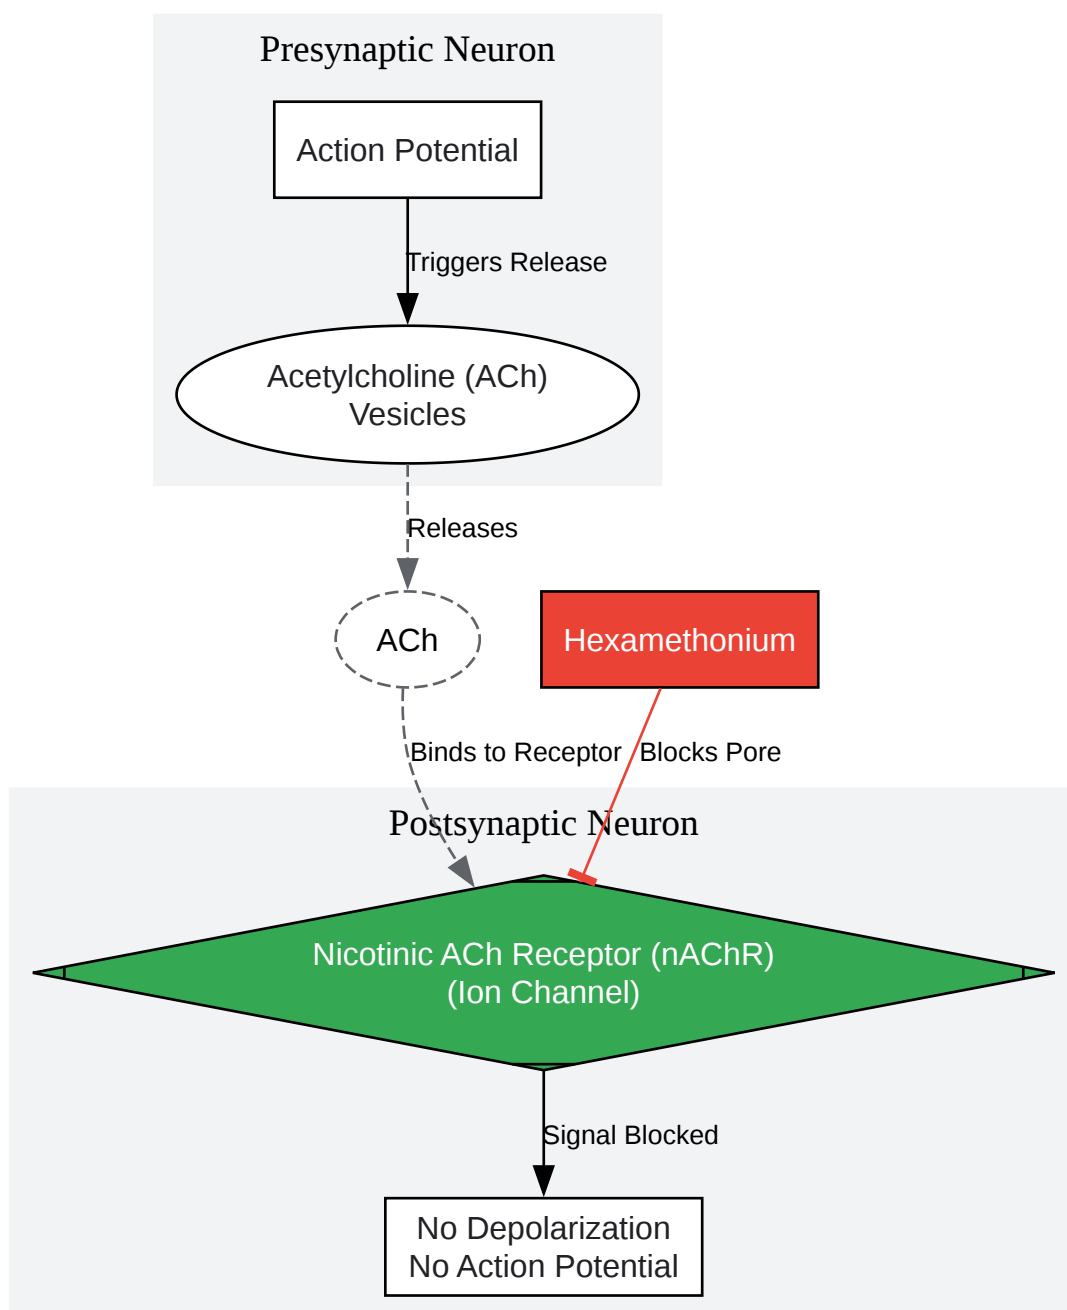 Presynaptic Neuron
Action Potential
Triggers Release
Acetylcholine (ACh)
Vesicles
Releases
ACh
Hexamethonium
Binds to Receptor
Blocks Pore
Postsynaptic Neuron
Nicotinic ACh Receptor (nAChR)
(Ion Channel)
Signal Blocked
No Depolarization
No Action Potential